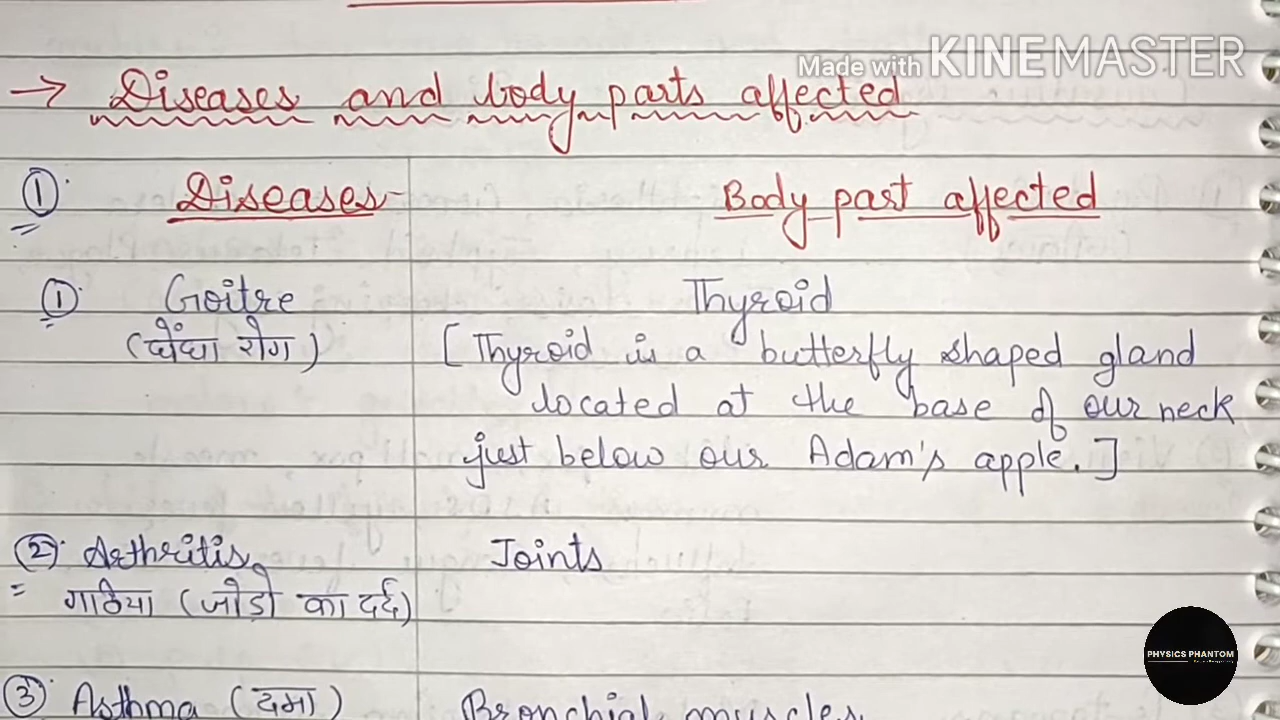 Made with KINEMASTER
→ Diseases and body parts affected
① Diseases- Body part affected
① Goitre Thyroid
(घेंघा रोग) [Thyroid is a butterfly shaped gland
located at the base of our neck
just below our Adam's apple.]
② Arthritis Joints
= गाठिया (जोड़ो का दर्द)
③ Asthma (दमा) Bronchial muscles
PHYSICS PHANTOM